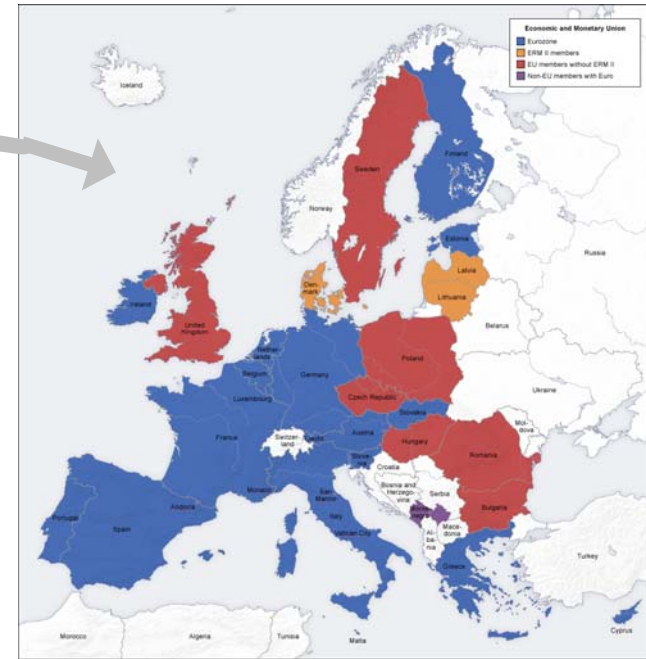 Economic and Monetary Union
Eurozone
ERM II members
EU members without ERM II
Non-EU members with Euro
Iceland
Finland
Sweden
Norway
Estonia
Russia
Latvia
Den-
mark
Lithuania
Ireland
United
Kingdom
Belarus
Nether-
lands
Poland
Belgium
Germany
Luxembourg
Czech Republic
Ukraine
Slovakia
France
Switzer-
land
Austria
Hungary
Mol-
dova
Romania
Slove-
nia
Croatia
Bosnia and
Herzego-
vina
Serbia
Monaco
San
Marino
Andorra
Italy
Bulgaria
Portugal
Spain
Vatican City
Mace-
donia
Al-
ba-
nia
Greece
Turkey
Morocco
Algeria
Tunisia
Malta
Cyprus